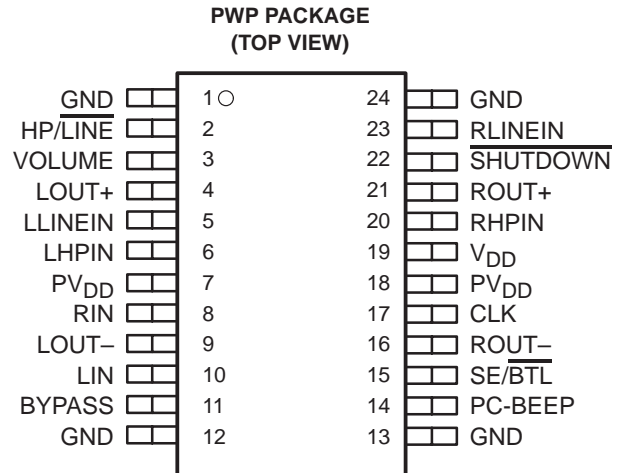 PWP PACKAGE
(TOP VIEW)
GND 1 24 GND
HP/LINE 2 23 RLINEIN
VOLUME 3 22 SHUTDOWN
LOUT+ 4 21 ROUT+
LLINEIN 5 20 RHPIN
LHPIN 6 19 VDD
PVDD 7 18 PVDD
RIN 8 17 CLK
LOUT– 9 16 ROUT–
LIN 10 15 SE/BTL
BYPASS 11 14 PC-BEEP
GND 12 13 GND